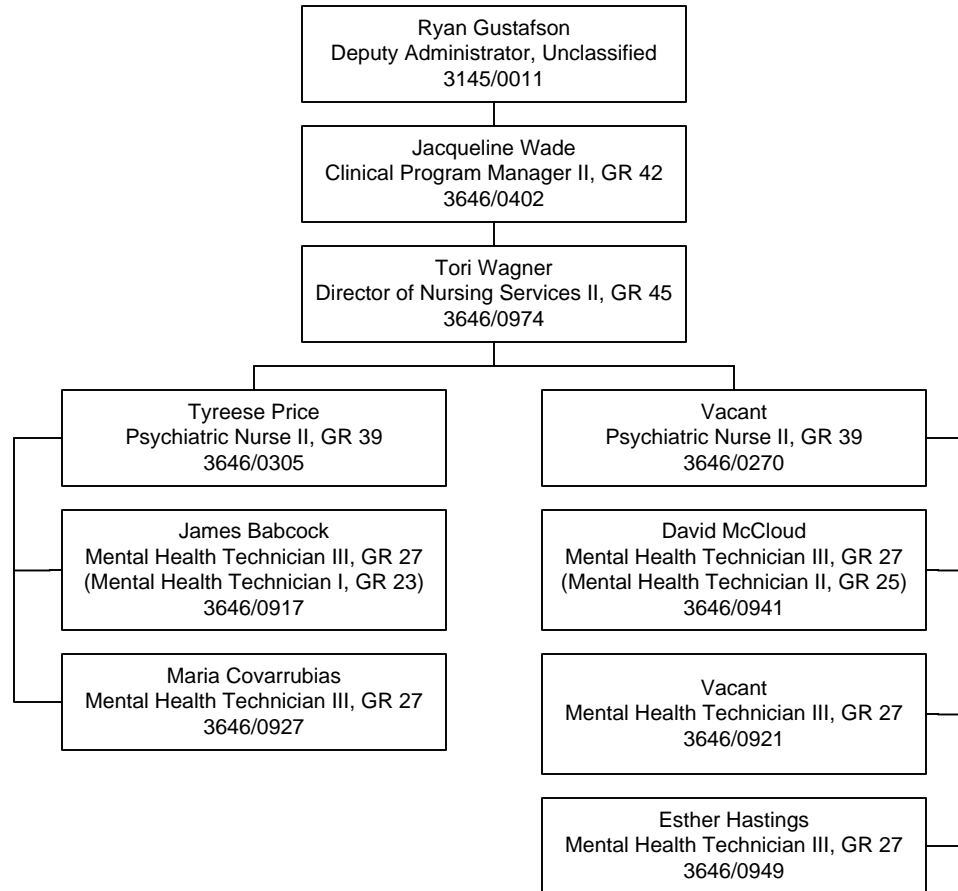 Ryan Gustafson
Deputy Administrator, Unclassified
3145/0011
Jacqueline Wade
Clinical Program Manager II, GR 42
3646/0402
Tori Wagner
Director of Nursing Services II, GR 45
3646/0974
Tyreese Price
Psychiatric Nurse II, GR 39
3646/0305
James Babcock
Mental Health Technician III, GR 27
(Mental Health Technician I, GR 23)
3646/0917
Maria Covarrubias
Mental Health Technician III, GR 27
3646/0927
Vacant
Psychiatric Nurse II, GR 39
3646/0270
David McCloud
Mental Health Technician III, GR 27
(Mental Health Technician II, GR 25)
3646/0941
Vacant
Mental Health Technician III, GR 27
3646/0921
Esther Hastings
Mental Health Technician III, GR 27
3646/0949